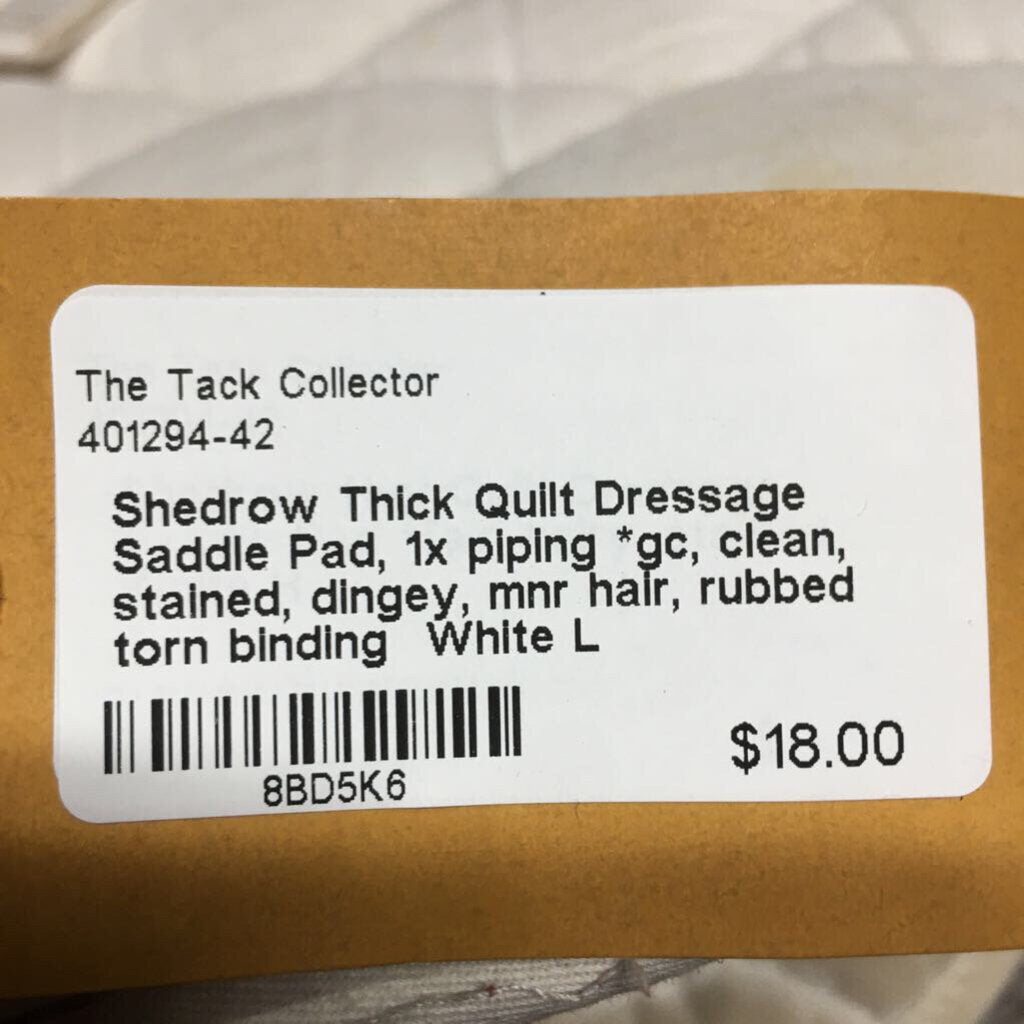 The Tack Collector
401294-42
Shedrow Thick Quilt Dressage
Saddle Pad, 1x piping *gc, clean,
stained, dingey, mnr hair, rubbed
torn binding White L
8BD5K6
$18.00